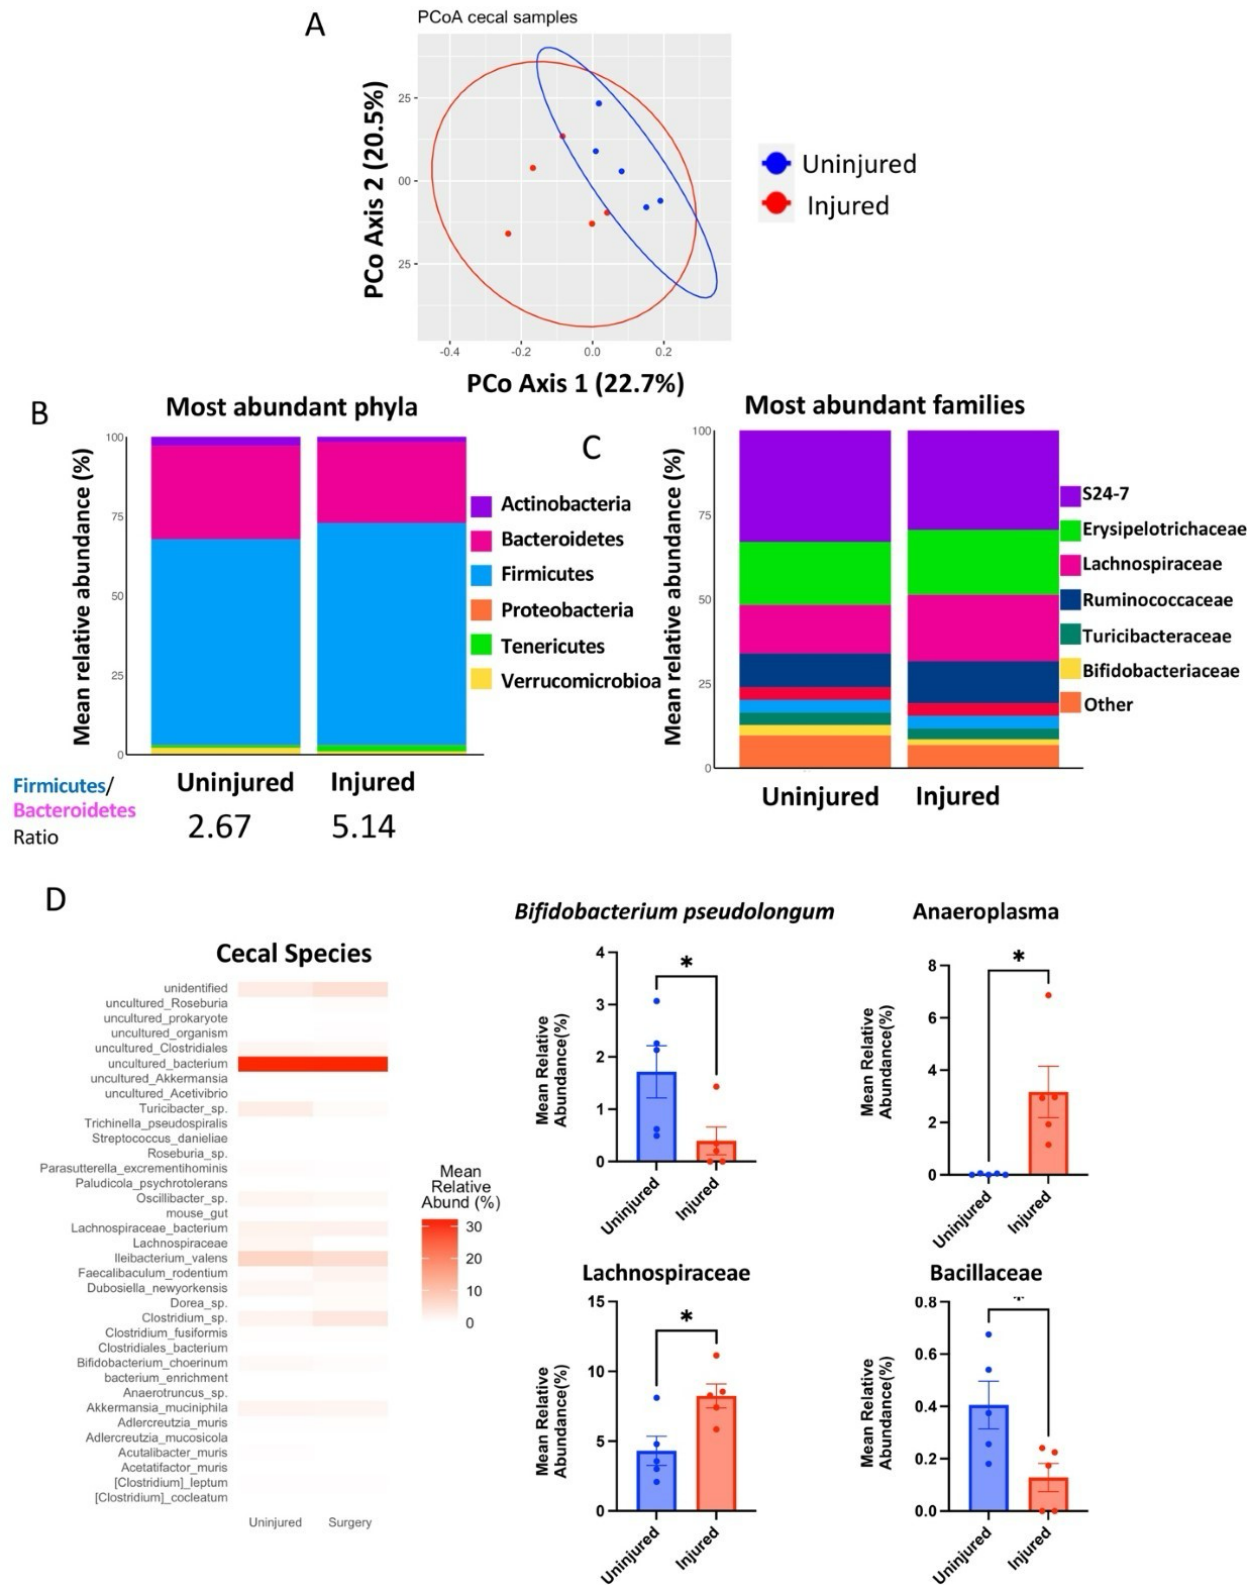 A
PCoA cecal samples
PCo Axis 2 (20.5%)
25
00
25
-0.4
-0.2
0.0
0.2
PCo Axis 1 (22.7%)
Uninjured
Injured
B
Most abundant phyla
Mean relative abundance (%)
100
75
50
25
0
Actinobacteria
Bacteroidetes
Firmicutes
Proteobacteria
Tenericutes
Verrucomicrobioa
Uninjured
Injured
Firmicutes/
Bacteroidetes
Ratio
2.67
5.14
C
Most abundant families
Mean relative abundance (%)
100
75
50
25
0
S24-7
Erysipelotrichaceae
Lachnospiraceae
Ruminococcaceae
Turicibacteraceae
Bifidobacteriaceae
Other
Uninjured
Injured
D
Cecal Species
unidentified
uncultured_Roseburia
uncultured_prokaryote
uncultured_organism
uncultured_Clostridiales
uncultured_bacterium
uncultured_Akkermansia
uncultured_Acetivibrio
Turicibacter_sp.
Trichinella_pseudospiralis
Streptococcus_danieliae
Roseburia_sp.
Parasutterella_excrementihominis
Paludicola_psychrotolerans
Oscillibacter_sp.
mouse_gut
Lachnospiraceae_bacterium
Lachnospiraceae
Ileibacterium_valens
Faecalibaculum_rodentium
Dubosiella_newyorkensis
Dorea_sp.
Clostridium_sp.
Clostridium_fusiformis
Clostridiales_bacterium
Bifidobacterium_choerinum
bacterium_enrichment
Anaerotruncus_sp.
Akkermansia_muciniphila
Adlercreutzia_muris
Adlercreutzia_mucosicola
Acutalibacter_muris
Acetatifactor_muris
[Clostridium]_leptum
[Clostridium]_cocleatum
Uninjured
Surgery
Mean
Relative
Abund (%)
30
20
10
0
Bifidobacterium pseudolongum
Mean Relative
Abundance(%)
4
3
2
1
0
*
Uninjured
Injured
Anaeroplasma
Mean Relative
Abundance(%)
8
6
4
2
0
*
Uninjured
Injured
Lachnospiraceae
Mean Relative
Abundance(%)
15
10
5
0
*
Uninjured
Injured
Bacillaceae
Mean Relative
Abundance(%)
0.8
0.6
0.4
0.2
0.0
*
Uninjured
Injured